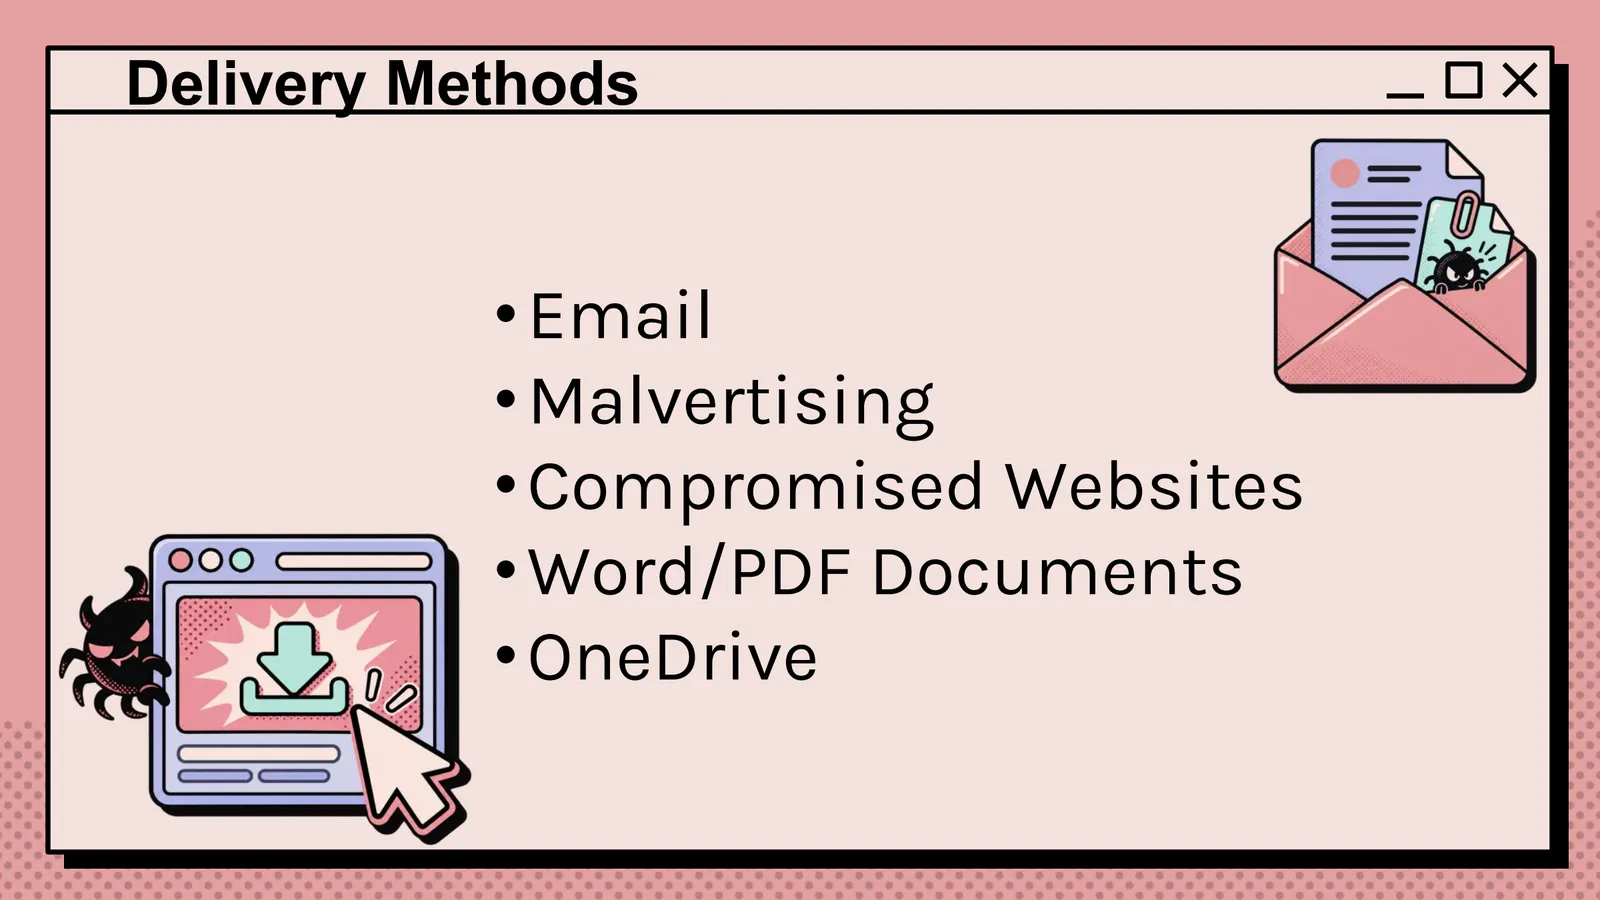 Delivery Methods
• Email
• Malvertising
• Compromised Websites
• Word/PDF Documents
• OneDrive